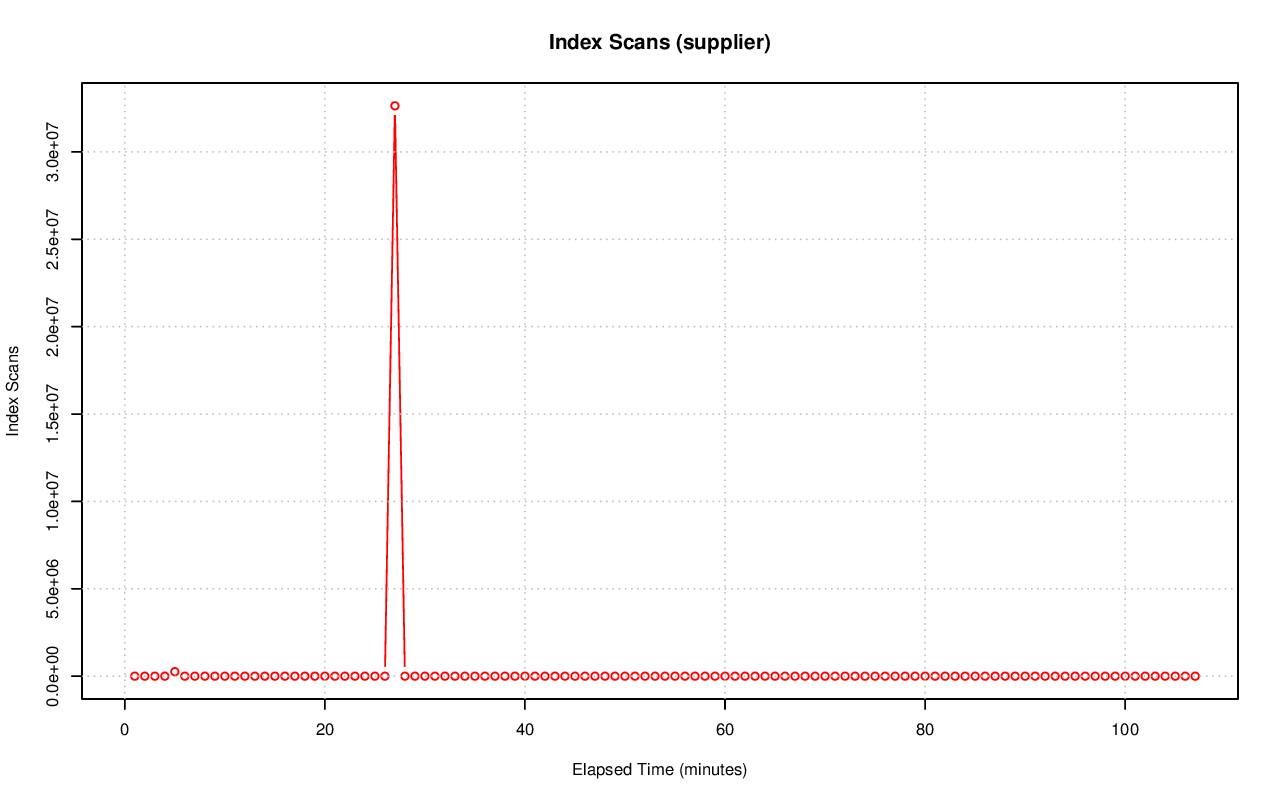 Index Scans (supplier)
Index Scans
3.0e+07
2.5e+07
2.0e+07
1.5e+07
1.0e+07
5.0e+06
0.0e+00
0 20 40 60 80 100
Elapsed Time (minutes)